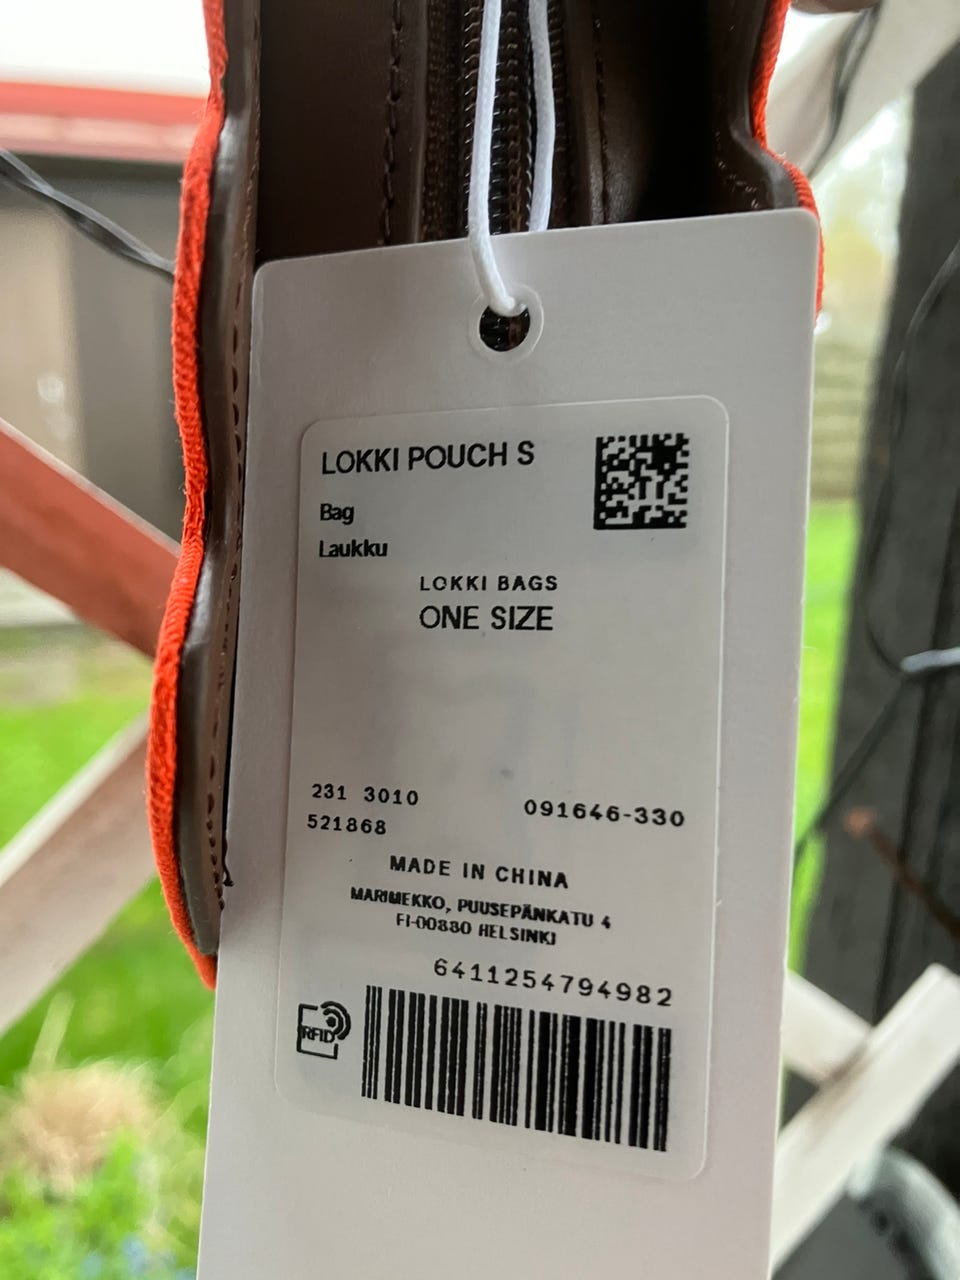 LOKKI POUCH S
Bag
Laukku
LOKKI BAGS
ONE SIZE
231 3010
091646-330
521868
MADE IN CHINA
MARIMEKKO, PUUSEPÄNKATU 4
FI-00880 HELSINKI
6411254794982
RFID